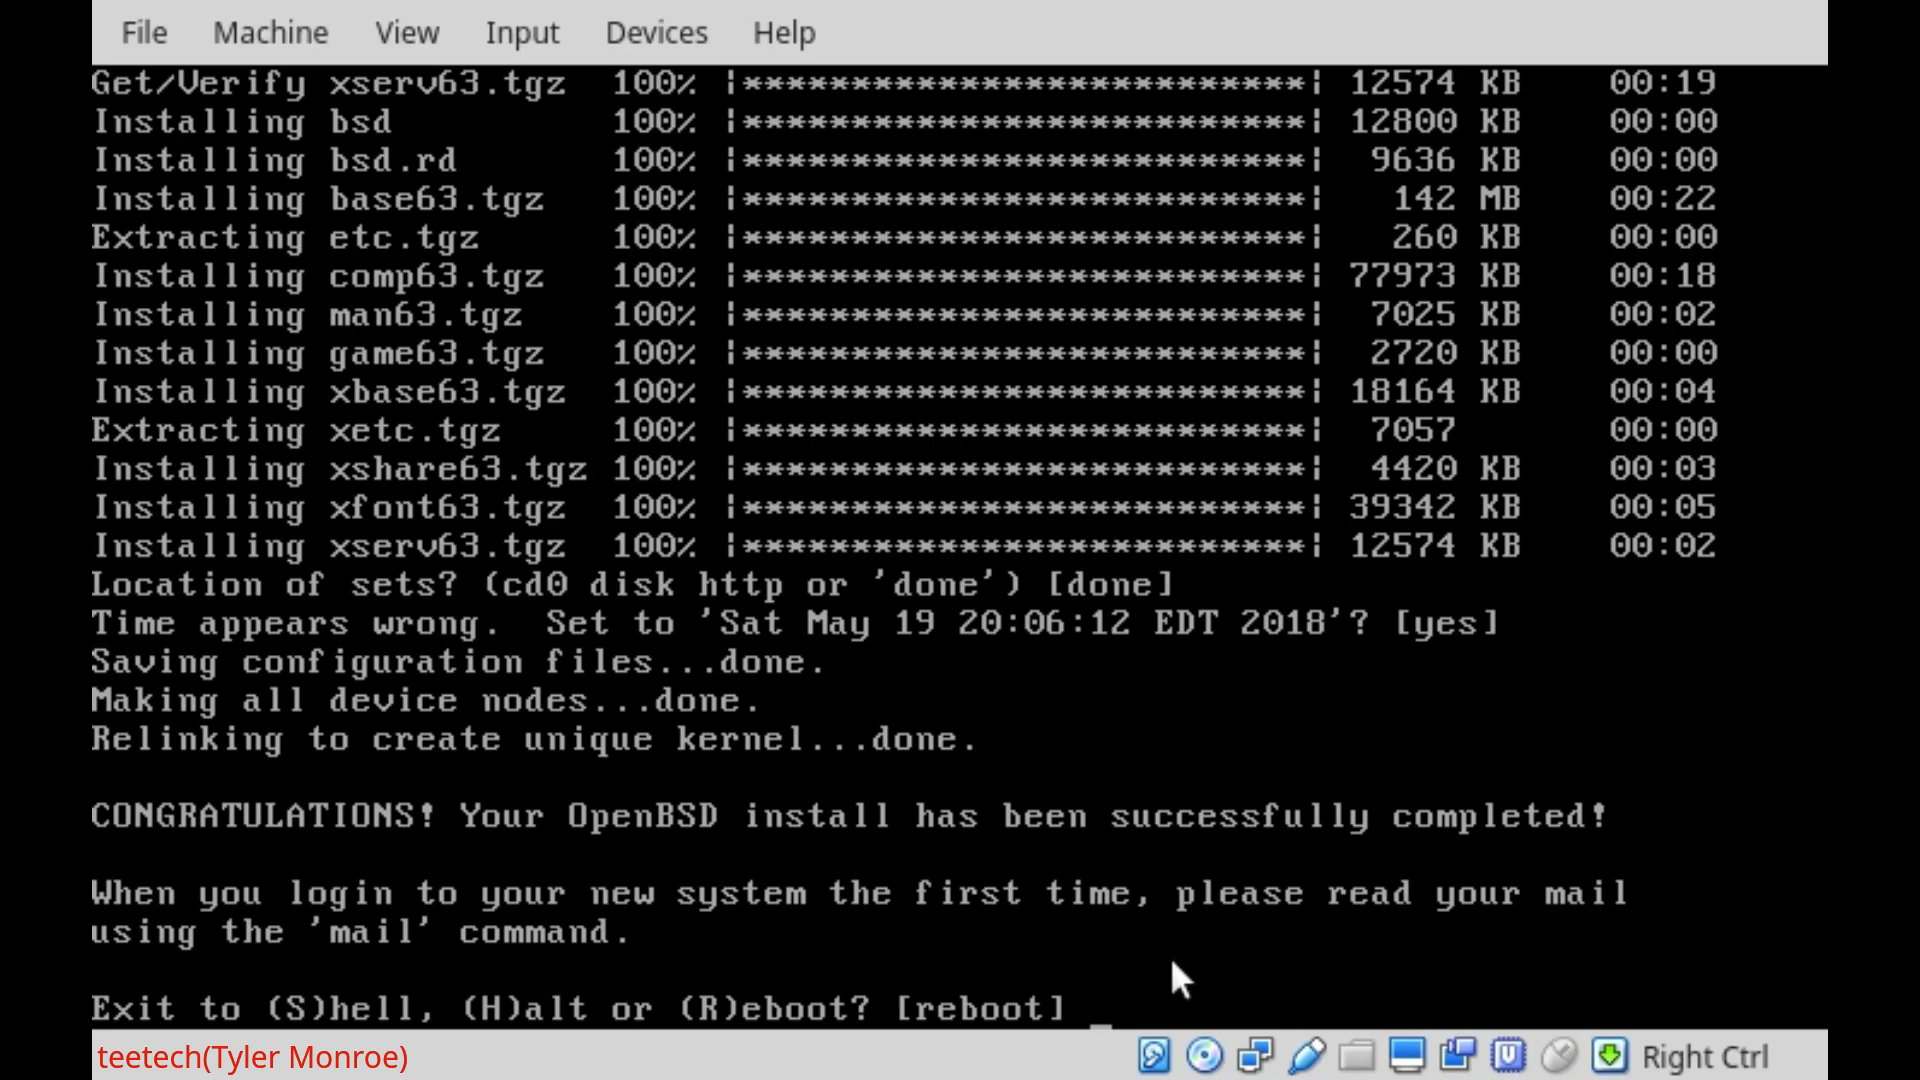 File Machine View Input Devices Help
Get/Verify xserv63.tgz 100% |**************************| 12574 KB 00:19
Installing bsd 100% |**************************| 12800 KB 00:00
Installing bsd.rd 100% |**************************| 9636 KB 00:00
Installing base63.tgz 100% |**************************| 142 MB 00:22
Extracting etc.tgz 100% |**************************| 260 KB 00:00
Installing comp63.tgz 100% |**************************| 77973 KB 00:18
Installing man63.tgz 100% |**************************| 7025 KB 00:02
Installing game63.tgz 100% |**************************| 2720 KB 00:00
Installing xbase63.tgz 100% |**************************| 18164 KB 00:04
Extracting xetc.tgz 100% |**************************| 7057 00:00
Installing xshare63.tgz 100% |**************************| 4420 KB 00:03
Installing xfont63.tgz 100% |**************************| 39342 KB 00:05
Installing xserv63.tgz 100% |**************************| 12574 KB 00:02
Location of sets? (cd0 disk http or 'done') [done]
Time appears wrong. Set to 'Sat May 19 20:06:12 EDT 2018'? [yes]
Saving configuration files...done.
Making all device nodes...done.
Relinking to create unique kernel...done.
CONGRATULATIONS! Your OpenBSD install has been successfully completed!
When you login to your new system the first time, please read your mail
using the 'mail' command.
Exit to (S)hell, (H)alt or (R)eboot? [reboot] _
teetech(Tyler Monroe) Right Ctrl